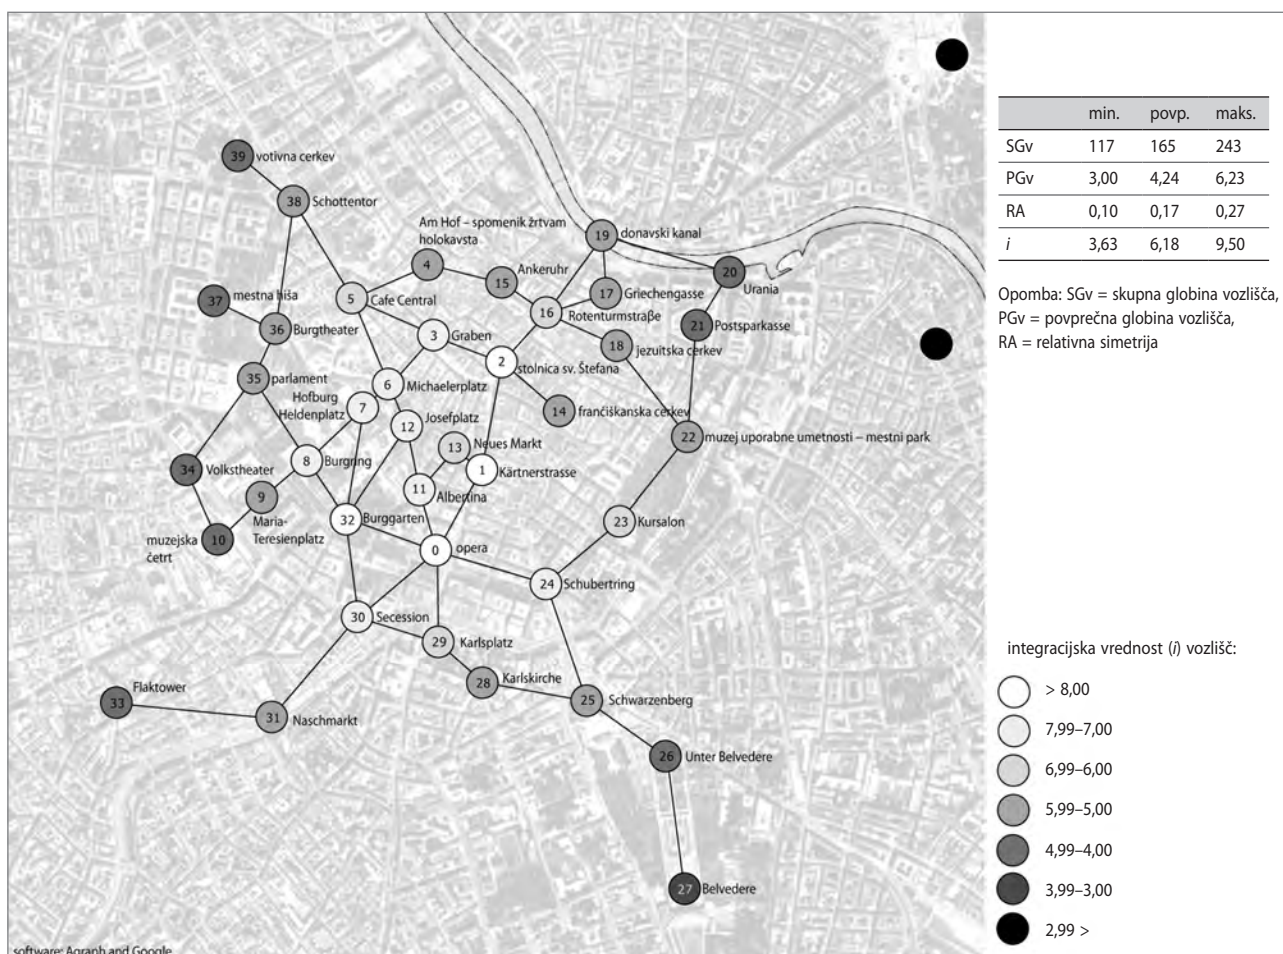 39 votivna cerkev
38 Schottentor
Am Hof – spomenik žrtvam
holokavsta
4
19 donavski kanal
Ankeruhr
15
20
Urania
37 mestna hiša
5 Cafe Central
17 Griechengasse
16 Rotenturmstraße
36 Burgtheater
3 Graben
21 Postsparkasse
18 jezuitska cerkev
2 stolnica sv. Štefana
35 parlament
6 Michaelerplatz
Hofburg
Heldenplatz 7
14 frančiškanska cerkev
12 Josefplatz
22 muzej uporabne umetnosti – mestni park
13 Neues Markt
34 Volkstheater
8 Burgring
1 Kärtnerstrasse
11 Albertina
9
Maria-
Teresienplatz
32 Burggarten
23 Kursalon
muzejska
četrt
10
0 opera
24 Schubertring
30 Secession
29 Karlsplatz
28 Karlskirche
33 Flaktower
31 Naschmarkt
25 Schwarzenberg
26 Unter Belvedere
27 Belvedere
software: Agraph and Google
min. povp. maks.
SGv 117 165 243
PGv 3,00 4,24 6,23
RA 0,10 0,17 0,27
i 3,63 6,18 9,50
Opomba: SGv = skupna globina vozlišča,
PGv = povprečna globina vozlišča,
RA = relativna simetrija
integracijska vrednost (i) vozlišč:
> 8,00
7,99–7,00
6,99–6,00
5,99–5,00
4,99–4,00
3,99–3,00
2,99 >